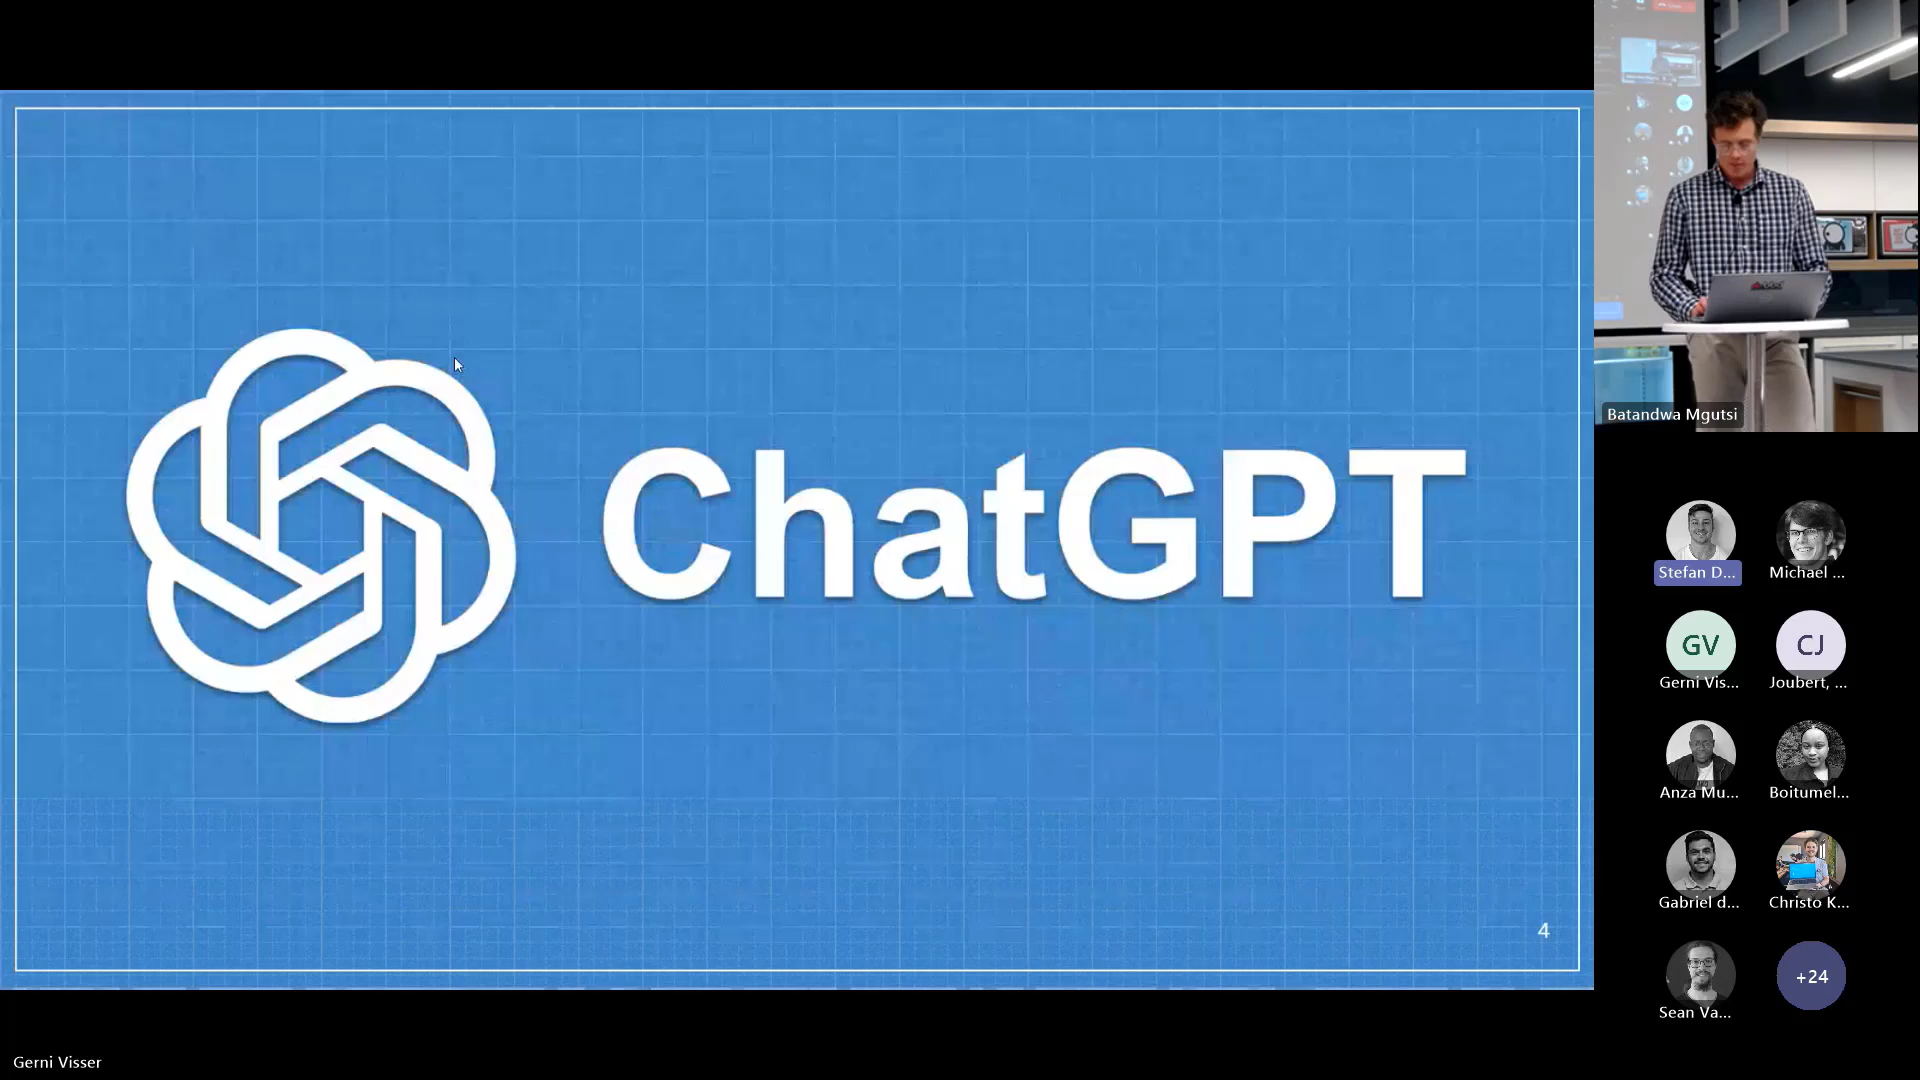 ChatGPT
4
Batandwa Mgutsi
Stefan D...
Michael ...
GV
Gerni Vis...
CJ
Joubert, ...
Anza Mu...
Boitumel...
Gabriel d...
Christo K...
Sean Va...
+24
Gerni Visser